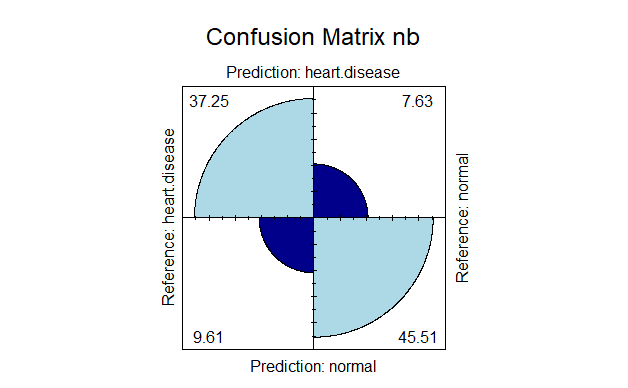 Confusion Matrix nb
Prediction: heart.disease
37.25
7.63
Reference: heart.disease
Reference: normal
9.61
45.51
Prediction: normal